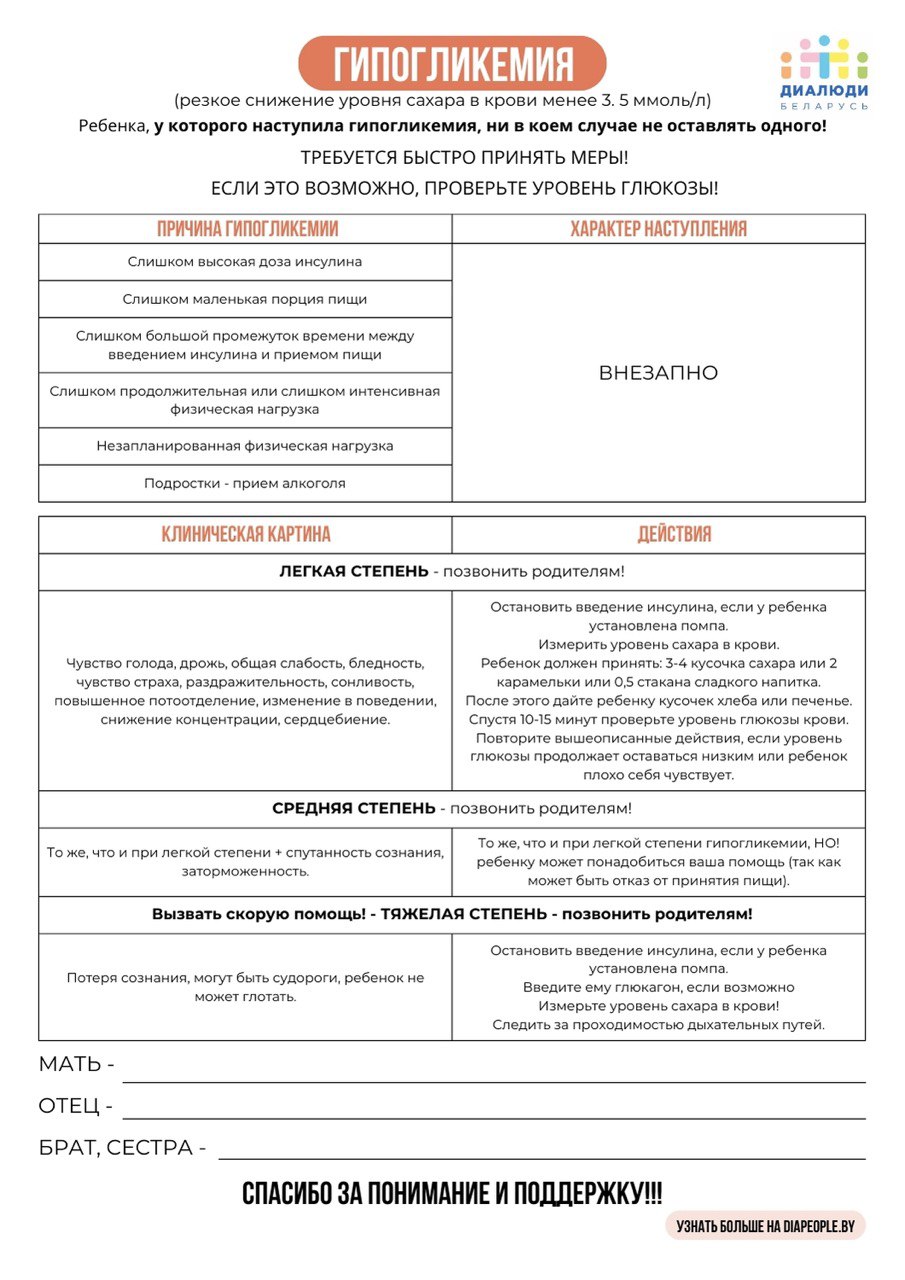 ГИПОГЛИКЕМИЯ
ДИАЛЮДИ
БЕЛАРУСЬ
(резкое снижение уровня сахара в крови менее 3. 5 ммоль/л)
Ребенка, у которого наступила гипогликемия, ни в коем случае не оставлять одного!
ТРЕБУЕТСЯ БЫСТРО ПРИНЯТЬ МЕРЫ!
ЕСЛИ ЭТО ВОЗМОЖНО, ПРОВЕРЬТЕ УРОВЕНЬ ГЛЮКОЗЫ!
ПРИЧИНА ГИПОГЛИКЕМИИ
ХАРАКТЕР НАСТУПЛЕНИЯ
Слишком высокая доза инсулина
Слишком маленькая порция пищи
Слишком большой промежуток времени между
введением инсулина и приемом пищи
Слишком продолжительная или слишком интенсивная
физическая нагрузка
Незапланированная физическая нагрузка
Подростки - прием алкоголя
ВНЕЗАПНО
КЛИНИЧЕСКАЯ КАРТИНА
ДЕЙСТВИЯ
ЛЕГКАЯ СТЕПЕНЬ - позвонить родителям!
Чувство голода, дрожь, общая слабость, бледность,
чувство страха, раздражительность, сонливость,
повышенное потоотделение, изменение в поведении,
снижение концентрации, сердцебиение.
Остановить введение инсулина, если у ребенка
установлена помпа.
Измерить уровень сахара в крови.
Ребенок должен принять: 3-4 кусочка сахара или 2
карамельки или 0,5 стакана сладкого напитка.
После этого дайте ребенку кусочек хлеба или печенье.
Спустя 10-15 минут проверьте уровень глюкозы крови.
Повторите вышеописанные действия, если уровень
глюкозы продолжает оставаться низким или ребенок
плохо себя чувствует.
СРЕДНЯЯ СТЕПЕНЬ - позвонить родителям!
То же, что и при легкой степени + спутанность сознания,
заторможенность.
То же, что и при легкой степени гипогликемии, НО!
ребенку может понадобиться ваша помощь (так как
может быть отказ от принятия пищи).
Вызвать скорую помощь! - ТЯЖЕЛАЯ СТЕПЕНЬ - позвонить родителям!
Потеря сознания, могут быть судороги, ребенок не
может глотать.
Остановить введение инсулина, если у ребенка
установлена помпа.
Введите ему глюкагон, если возможно
Измерьте уровень сахара в крови!
Следить за проходимостью дыхательных путей.
МАТЬ -
ОТЕЦ -
БРАТ, СЕСТРА -
СПАСИБО ЗА ПОНИМАНИЕ И ПОДДЕРЖКУ!!!
УЗНАТЬ БОЛЬШЕ НА DIAPEOPLE.BY